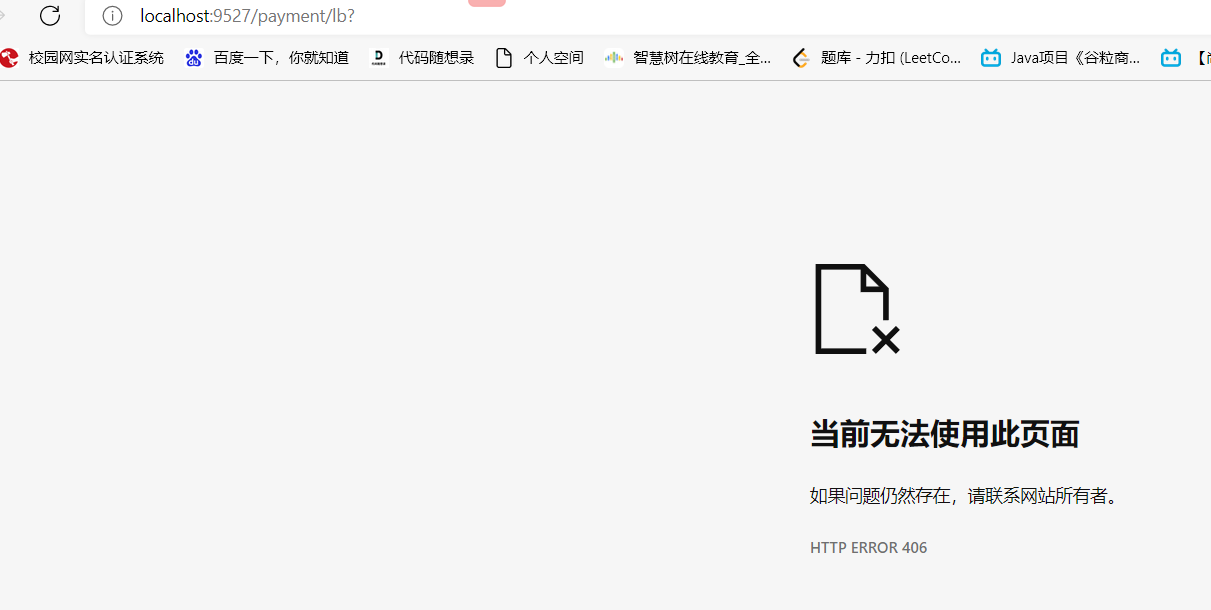 localhost:9527/payment/lb?
校园网实名认证系统 百度一下，你就知道 代码随想录 个人空间 智慧树在线教育_全... 题库 - 力扣 (LeetCo... Java项目《谷粒商... 【
当前无法使用此页面
如果问题仍然存在，请联系网站所有者。
HTTP ERROR 406